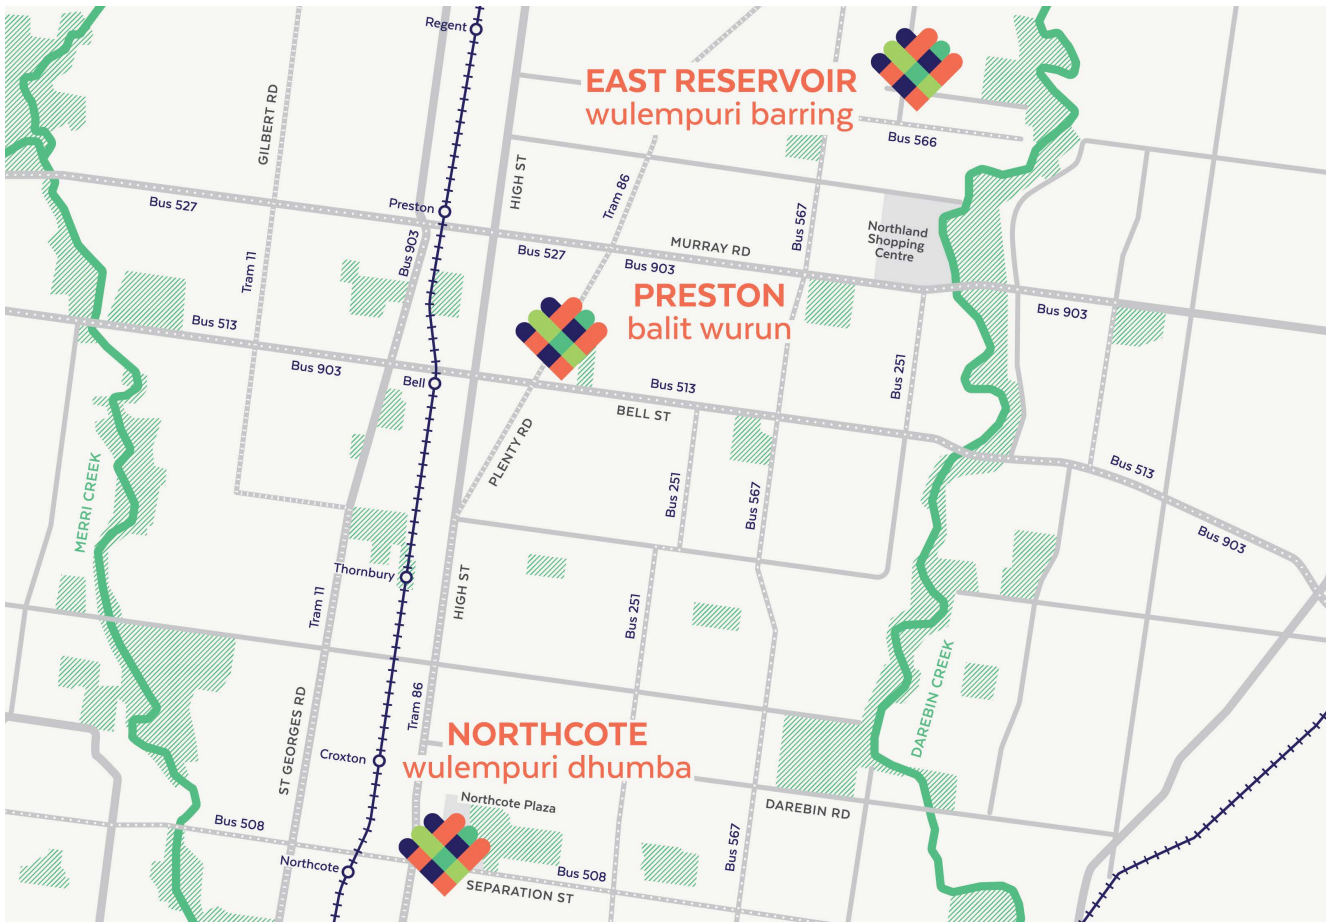 Regent
EAST RESERVOIR
wulempuri barring
GILBERT RD
Bus 566
HIGH ST
Tram 86
Preston
Bus 527
Bus 903
Bus 567
Northland
Shopping
Centre
MURRAY RD
Bus 527
Bus 903
Tram 11
PRESTON
balit wurun
Bus 903
Bus 513
Bus 903
Bell
Bus 513
Bus 251
BELL ST
PLENTY RD
MERRI CREEK
Bus 251
Bus 567
Bus 513
Bus 903
Thornbury
HIGH ST
Tram 11
Bus 251
DAREBIN CREEK
ST GEORGES RD
Tram 86
NORTHCOTE
wulempuri dhumba
Croxton
Northcote Plaza
DAREBIN RD
Bus 508
Bus 567
Northcote
Bus 508
SEPARATION ST